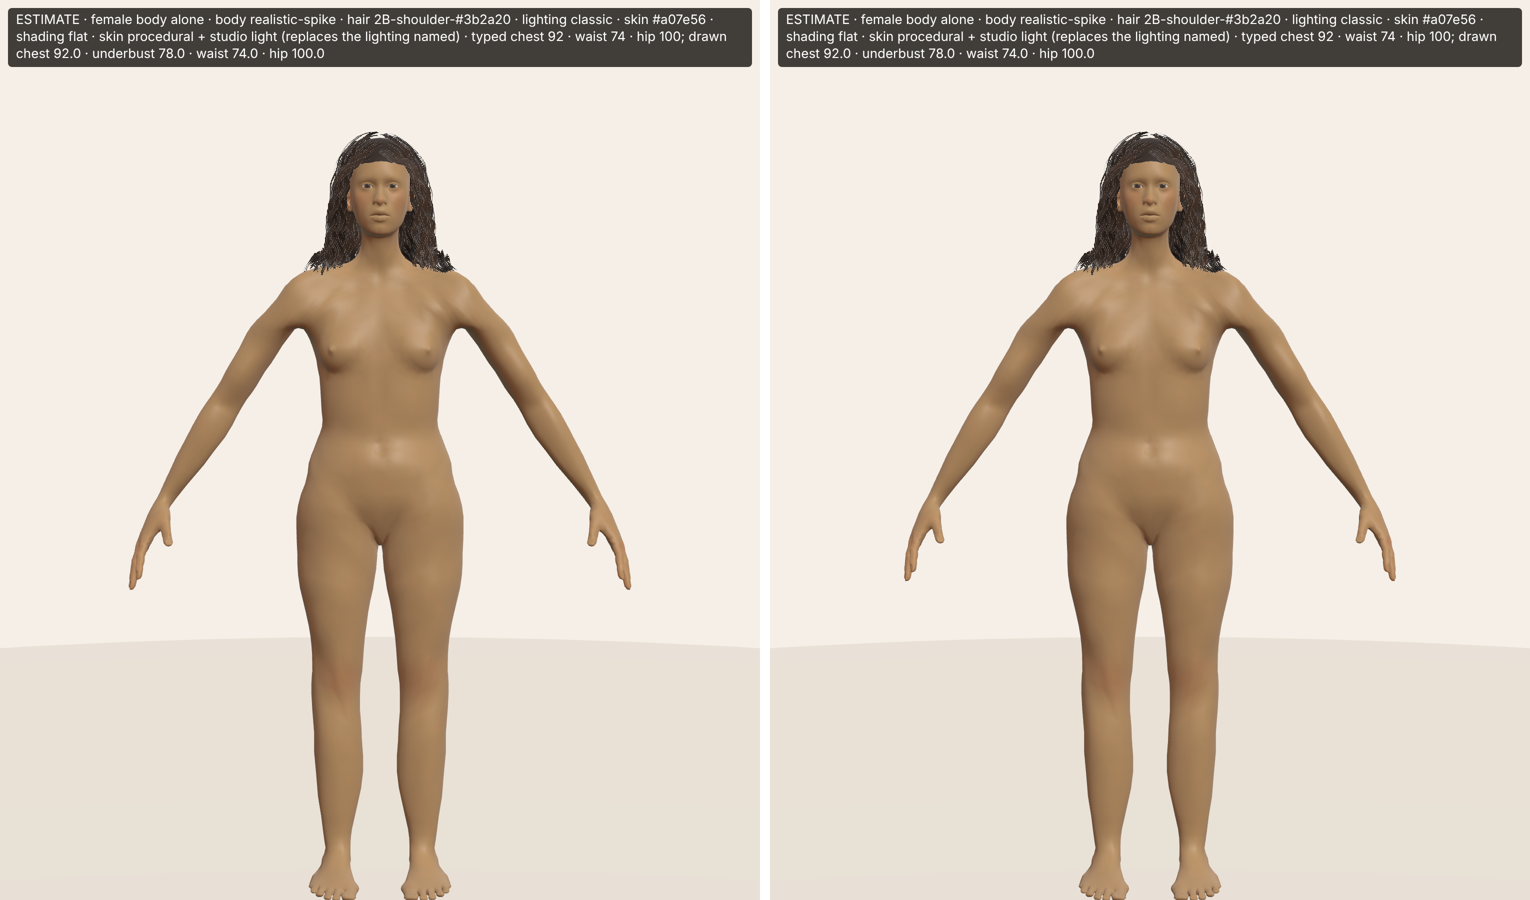 ESTIMATE · female body alone · body realistic-spike · hair 2B-shoulder-#3b2a20 · lighting classic · skin #a07e56 ·
shading flat · skin procedural + studio light (replaces the lighting named) · typed chest 92 · waist 74 · hip 100; drawn
chest 92.0 · underbust 78.0 · waist 74.0 · hip 100.0
ESTIMATE · female body alone · body realistic-spike · hair 2B-shoulder-#3b2a20 · lighting classic · skin #a07e56 ·
shading flat · skin procedural + studio light (replaces the lighting named) · typed chest 92 · waist 74 · hip 100; drawn
chest 92.0 · underbust 78.0 · waist 74.0 · hip 100.0